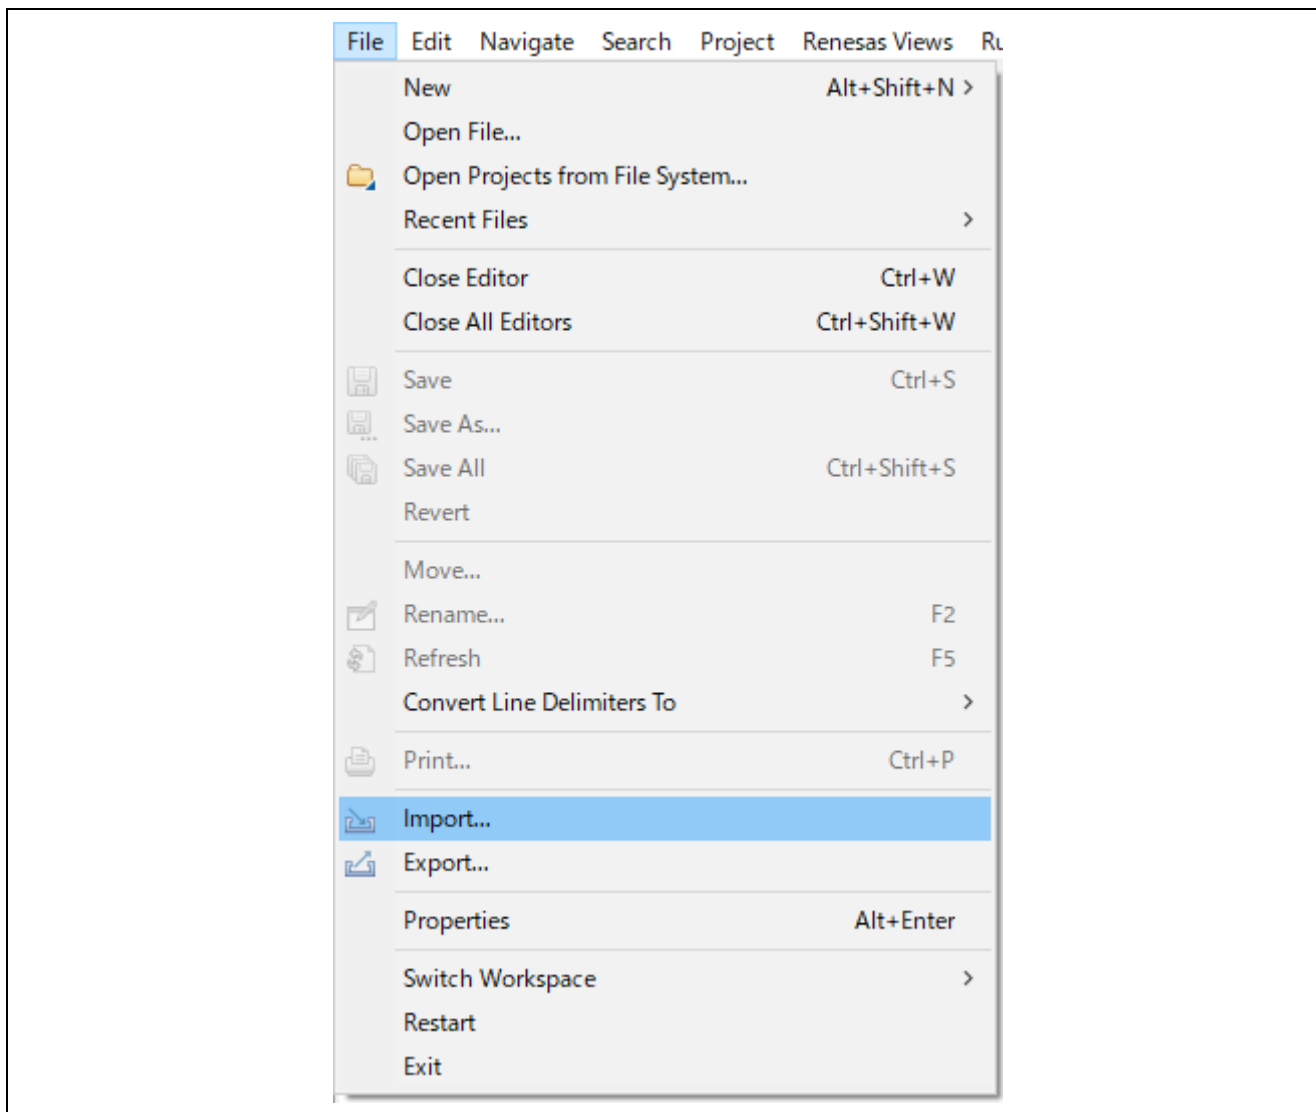 File Edit Navigate Search Project Renesas Views
New Alt+Shift+N >
Open File...
Open Projects from File System...
Recent Files >
Close Editor Ctrl+W
Close All Editors Ctrl+Shift+W
Save Ctrl+S
Save As...
Save All Ctrl+Shift+S
Revert
Move...
Rename... F2
Refresh F5
Convert Line Delimiters To >
Print... Ctrl+P
Import...
Export...
Properties Alt+Enter
Switch Workspace >
Restart
Exit